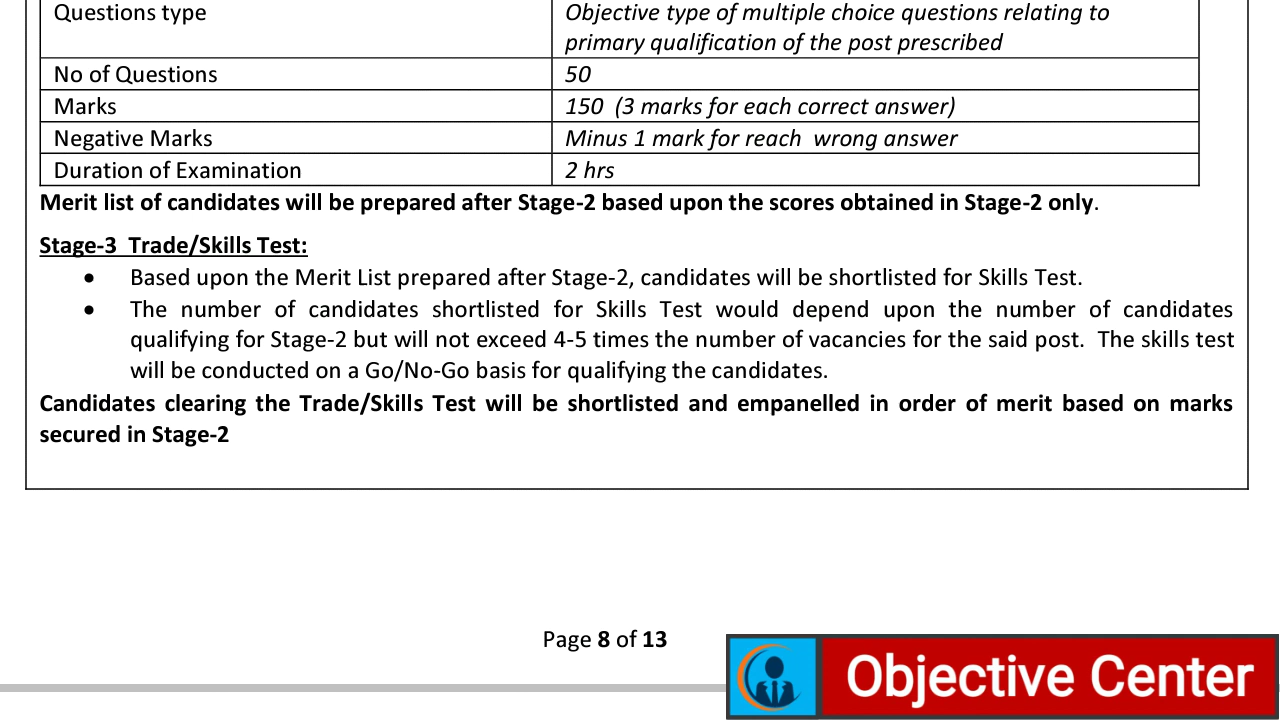 Questions type
Objective type of multiple choice questions relating to
primary qualification of the post prescribed
No of Questions
50
Marks
150 (3 marks for each correct answer)
Negative Marks
Minus 1 mark for reach wrong answer
Duration of Examination
2 hrs
Merit list of candidates will be prepared after Stage-2 based upon the scores obtained in Stage-2 only.
Stage-3 Trade/Skills Test:
• Based upon the Merit List prepared after Stage-2, candidates will be shortlisted for Skills Test.
• The number of candidates shortlisted for Skills Test would depend upon the number of candidates
qualifying for Stage-2 but will not exceed 4-5 times the number of vacancies for the said post. The skills test
will be conducted on a Go/No-Go basis for qualifying the candidates.
Candidates clearing the Trade/Skills Test will be shortlisted and empanelled in order of merit based on marks
secured in Stage-2
Page 8 of 13
Objective Center